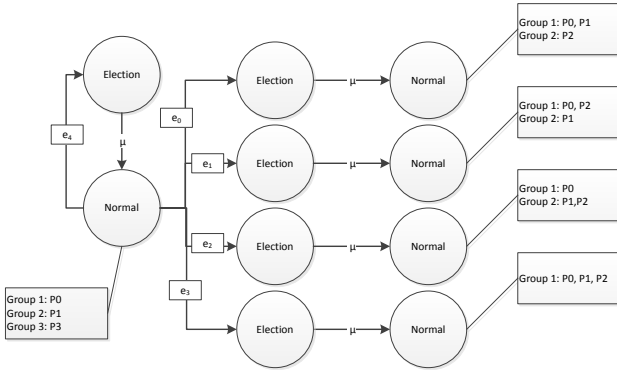 Group 1: P0, P1
Group 2: P2
Election
Election
μ
Normal
e₄
μ
e₀
Group 1: P0, P2
Group 2: P1
e₁
Election
μ
Normal
Normal
Group 1: P0
Group 2: P1,P2
e₂
Election
μ
Normal
Group 1: P0, P1, P2
e₃
Group 1: P0
Group 2: P1
Group 3: P3
Election
μ
Normal